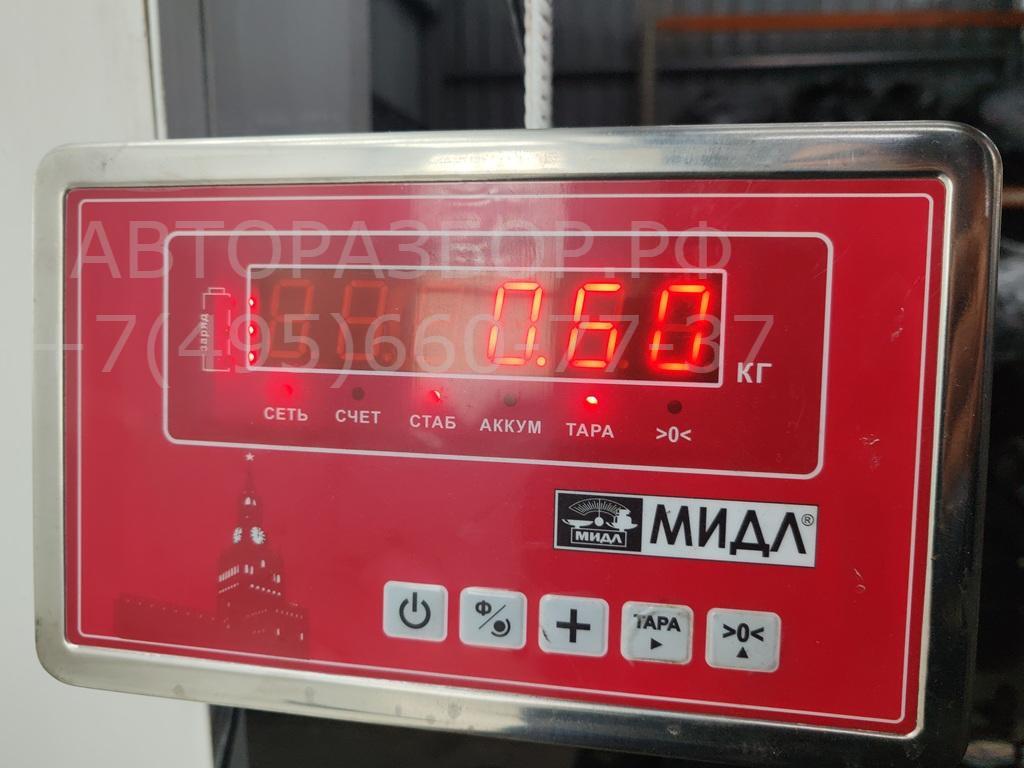 АВТОРАЗБОР.РФ
+7(495)660-77-37
заряд
0.60
КГ
СЕТЬ СЧЕТ СТАБ АККУМ ТАРА >0<
МИДЛ
МИДЛ®
Ф
ТАРА
>0<